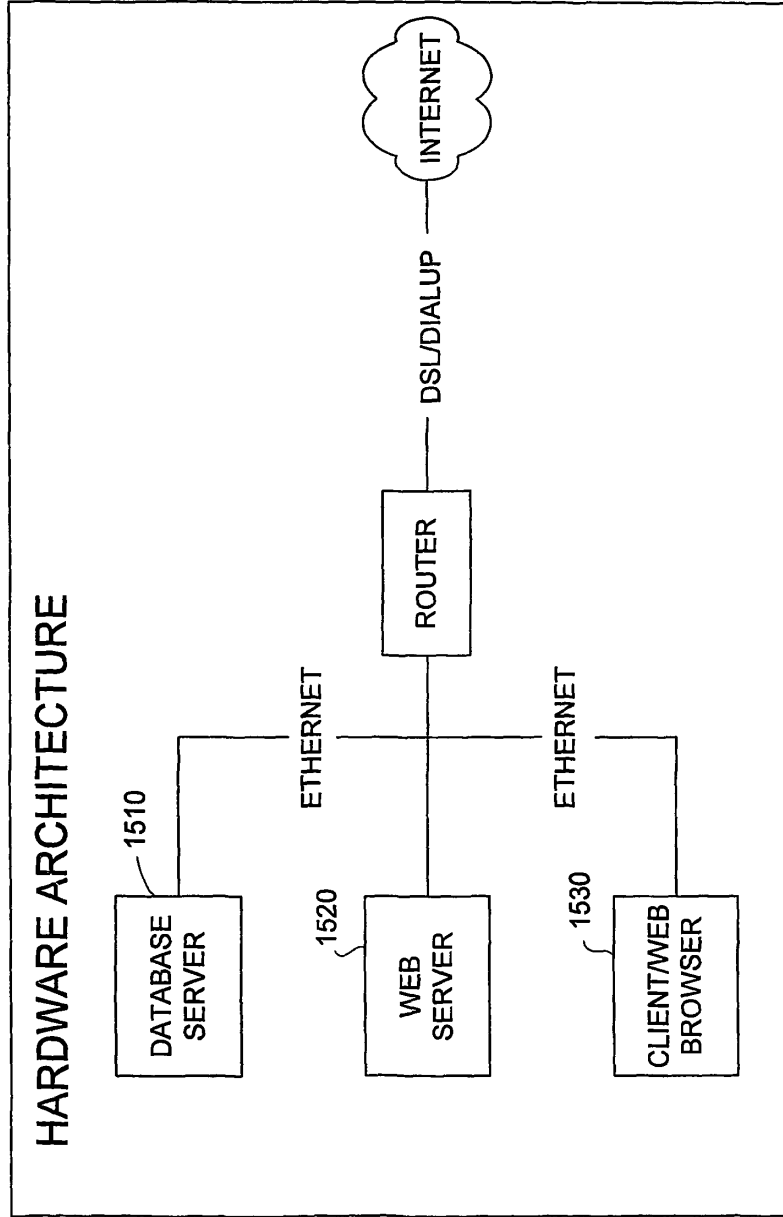 HARDWARE ARCHITECTURE
DATABASE
SERVER
1510
ETHERNET
WEB
SERVER
1520
ROUTER
DSL/DIALUP
INTERNET
ETHERNET
CLIENT/WEB
BROWSER
1530